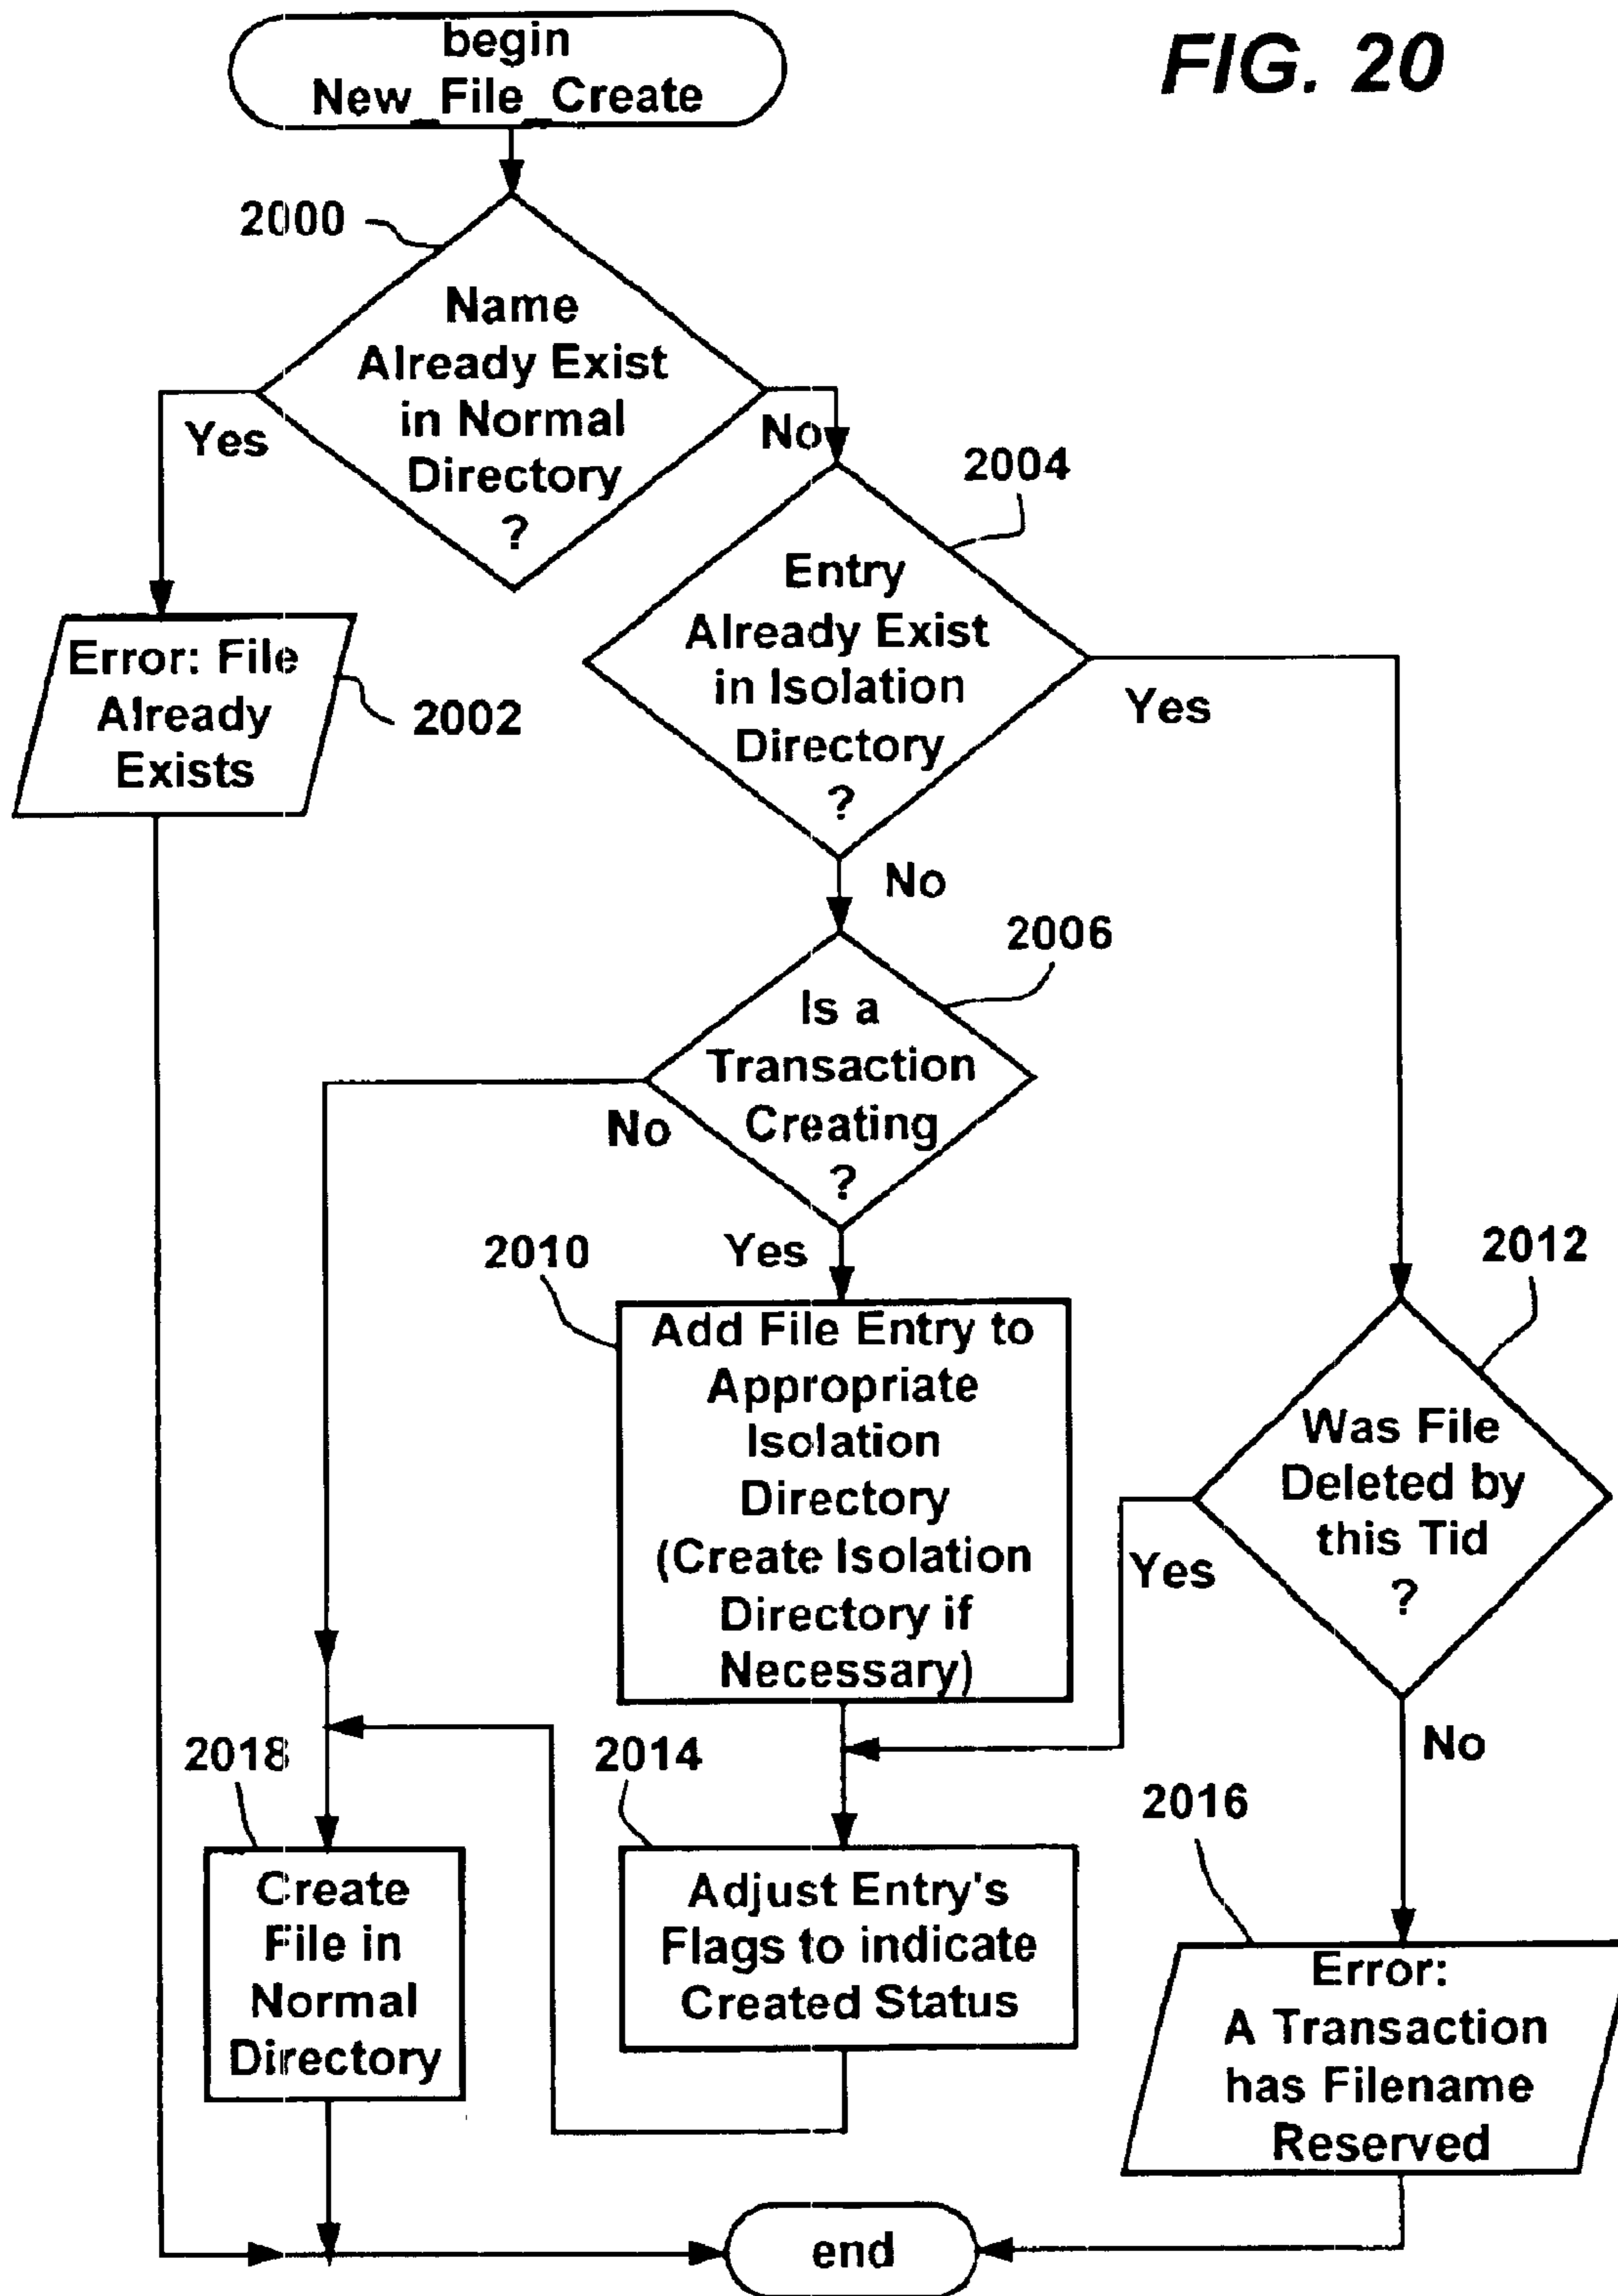 FIG. 20
begin
New_File_Create
2000
Name
Already Exist
in Normal
Directory
?
Yes
No
2004
Entry
Already Exist
in Isolation
Directory
?
Error: File
Already
Exists
2002
Yes
No
2006
Is a
Transaction
Creating
?
No
Yes
2010
Add File Entry to
Appropriate
Isolation
Directory
(Create Isolation
Directory if
Necessary)
2012
Was File
Deleted by
this Tid
?
Yes
No
2018
Create
File in
Normal
Directory
2014
Adjust Entry's
Flags to indicate
Created Status
2016
Error:
A Transaction
has Filename
Reserved
end